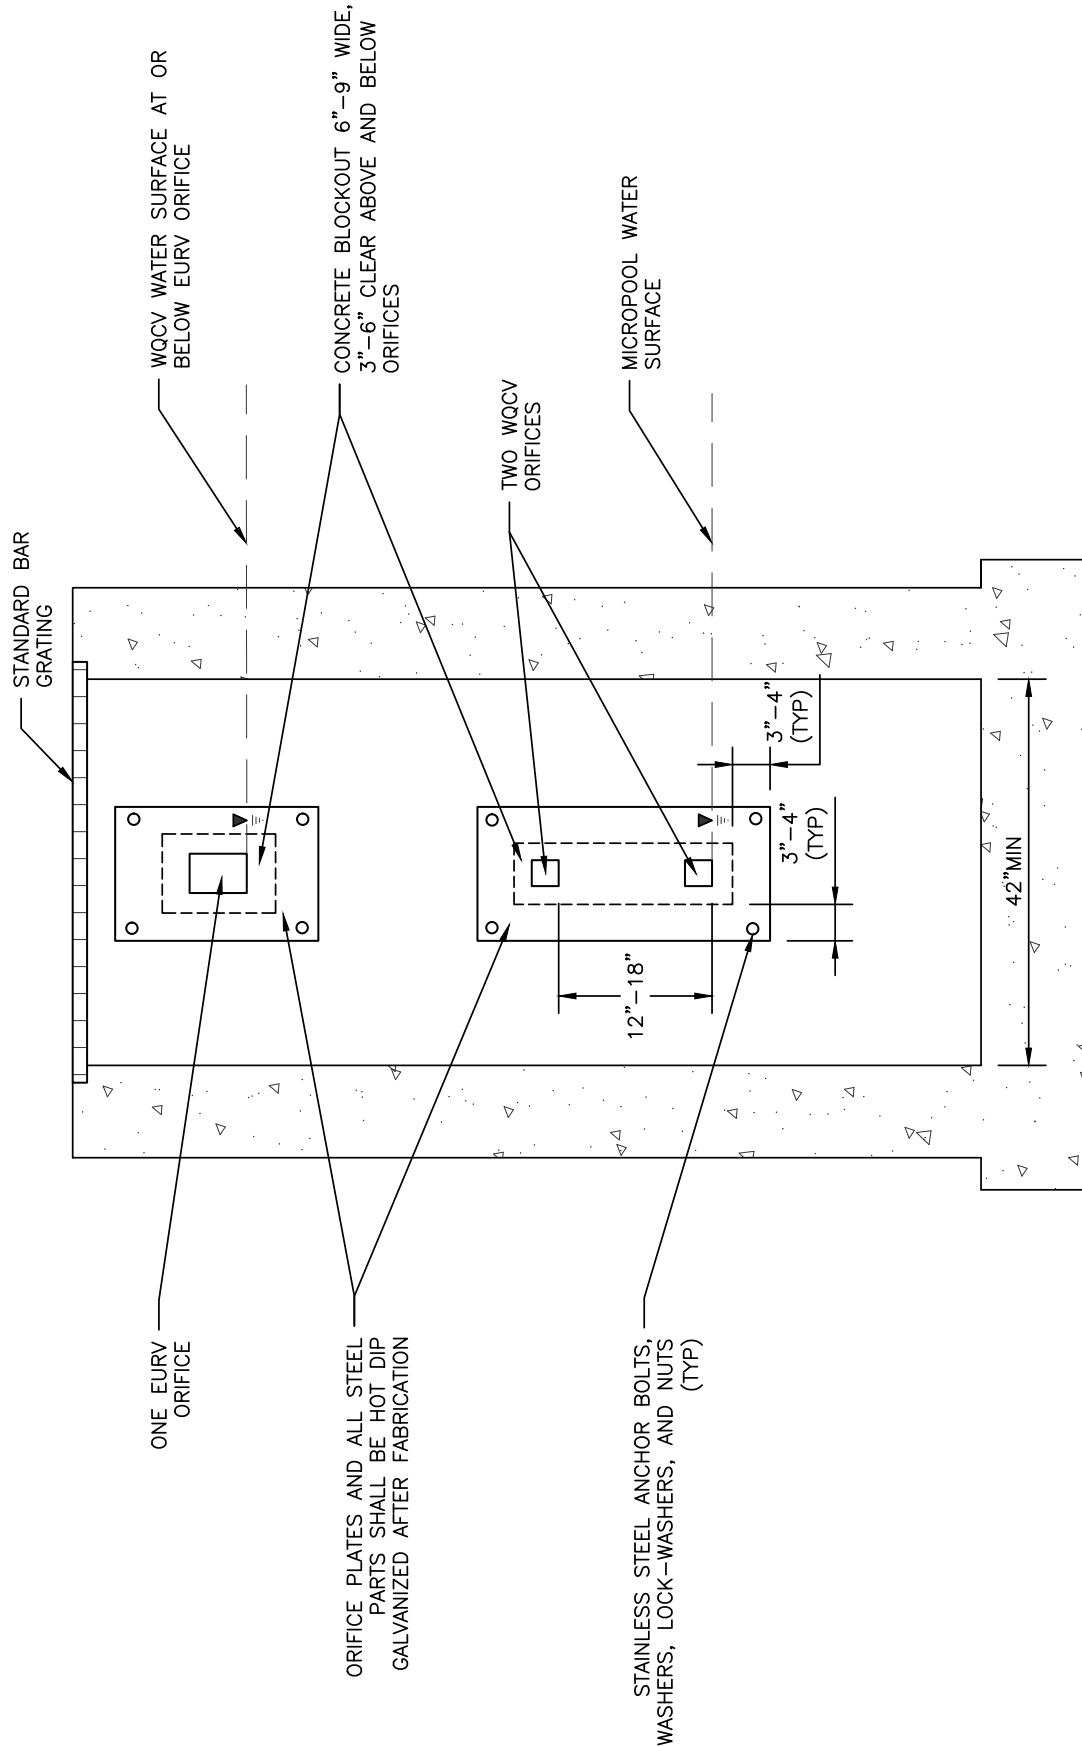 STANDARD BAR
GRATING
WQCV WATER SURFACE AT OR
BELOW EURV ORIFICE
CONCRETE BLOCKOUT 6"-9" WIDE,
3"-6" CLEAR ABOVE AND BELOW
ORIFICES
TWO WQCV
ORIFICES
MICROPOOL WATER
SURFACE
ONE EURV
ORIFICE
ORIFICE PLATES AND ALL STEEL
PARTS SHALL BE HOT DIP
GALVANIZED AFTER FABRICATION
STAINLESS STEEL ANCHOR BOLTS,
WASHERS, LOCK-WASHERS, AND NUTS
(TYP)
12"-18"
3"-4"
(TYP)
3"-4"
(TYP)
42"MIN